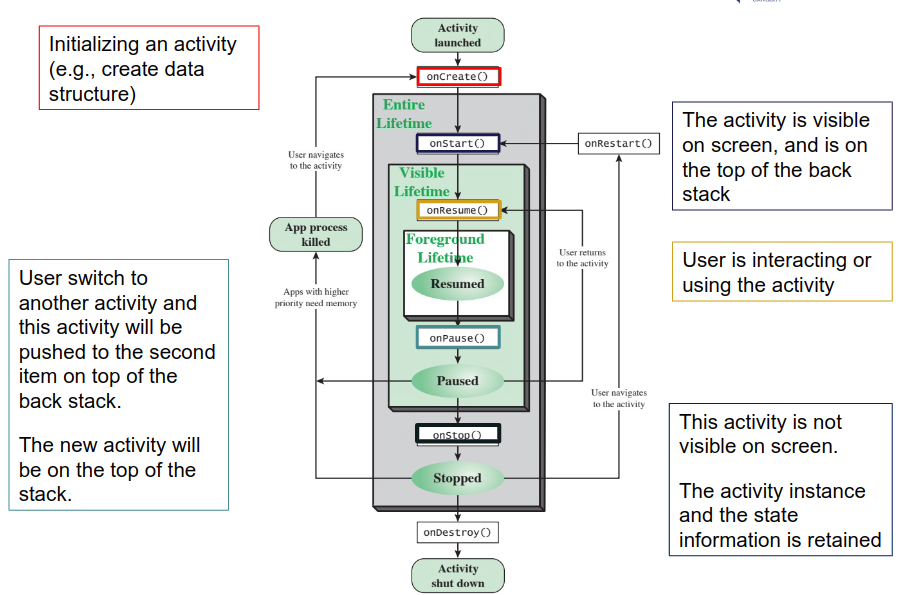 UNIVERSITY
Activity
launched
Initializing an activity
(e.g., create data
structure)
onCreate()
Entire
Lifetime
onStart()
onRestart()
The activity is visible
on screen, and is on
the top of the back
stack
User navigates
to the activity
Visible
Lifetime
onResume()
App process
killed
Foreground
Lifetime
Resumed
User returns
to the activity
User is interacting or
using the activity
User switch to
another activity and
this activity will be
pushed to the second
item on top of the
back stack.
The new activity will
be on the top of the
stack.
Apps with higher
priority need memory
onPause()
Paused
User navigates
to the activity
onStop()
Stopped
This activity is not
visible on screen.
The activity instance
and the state
information is retained
onDestroy()
Activity
shut down